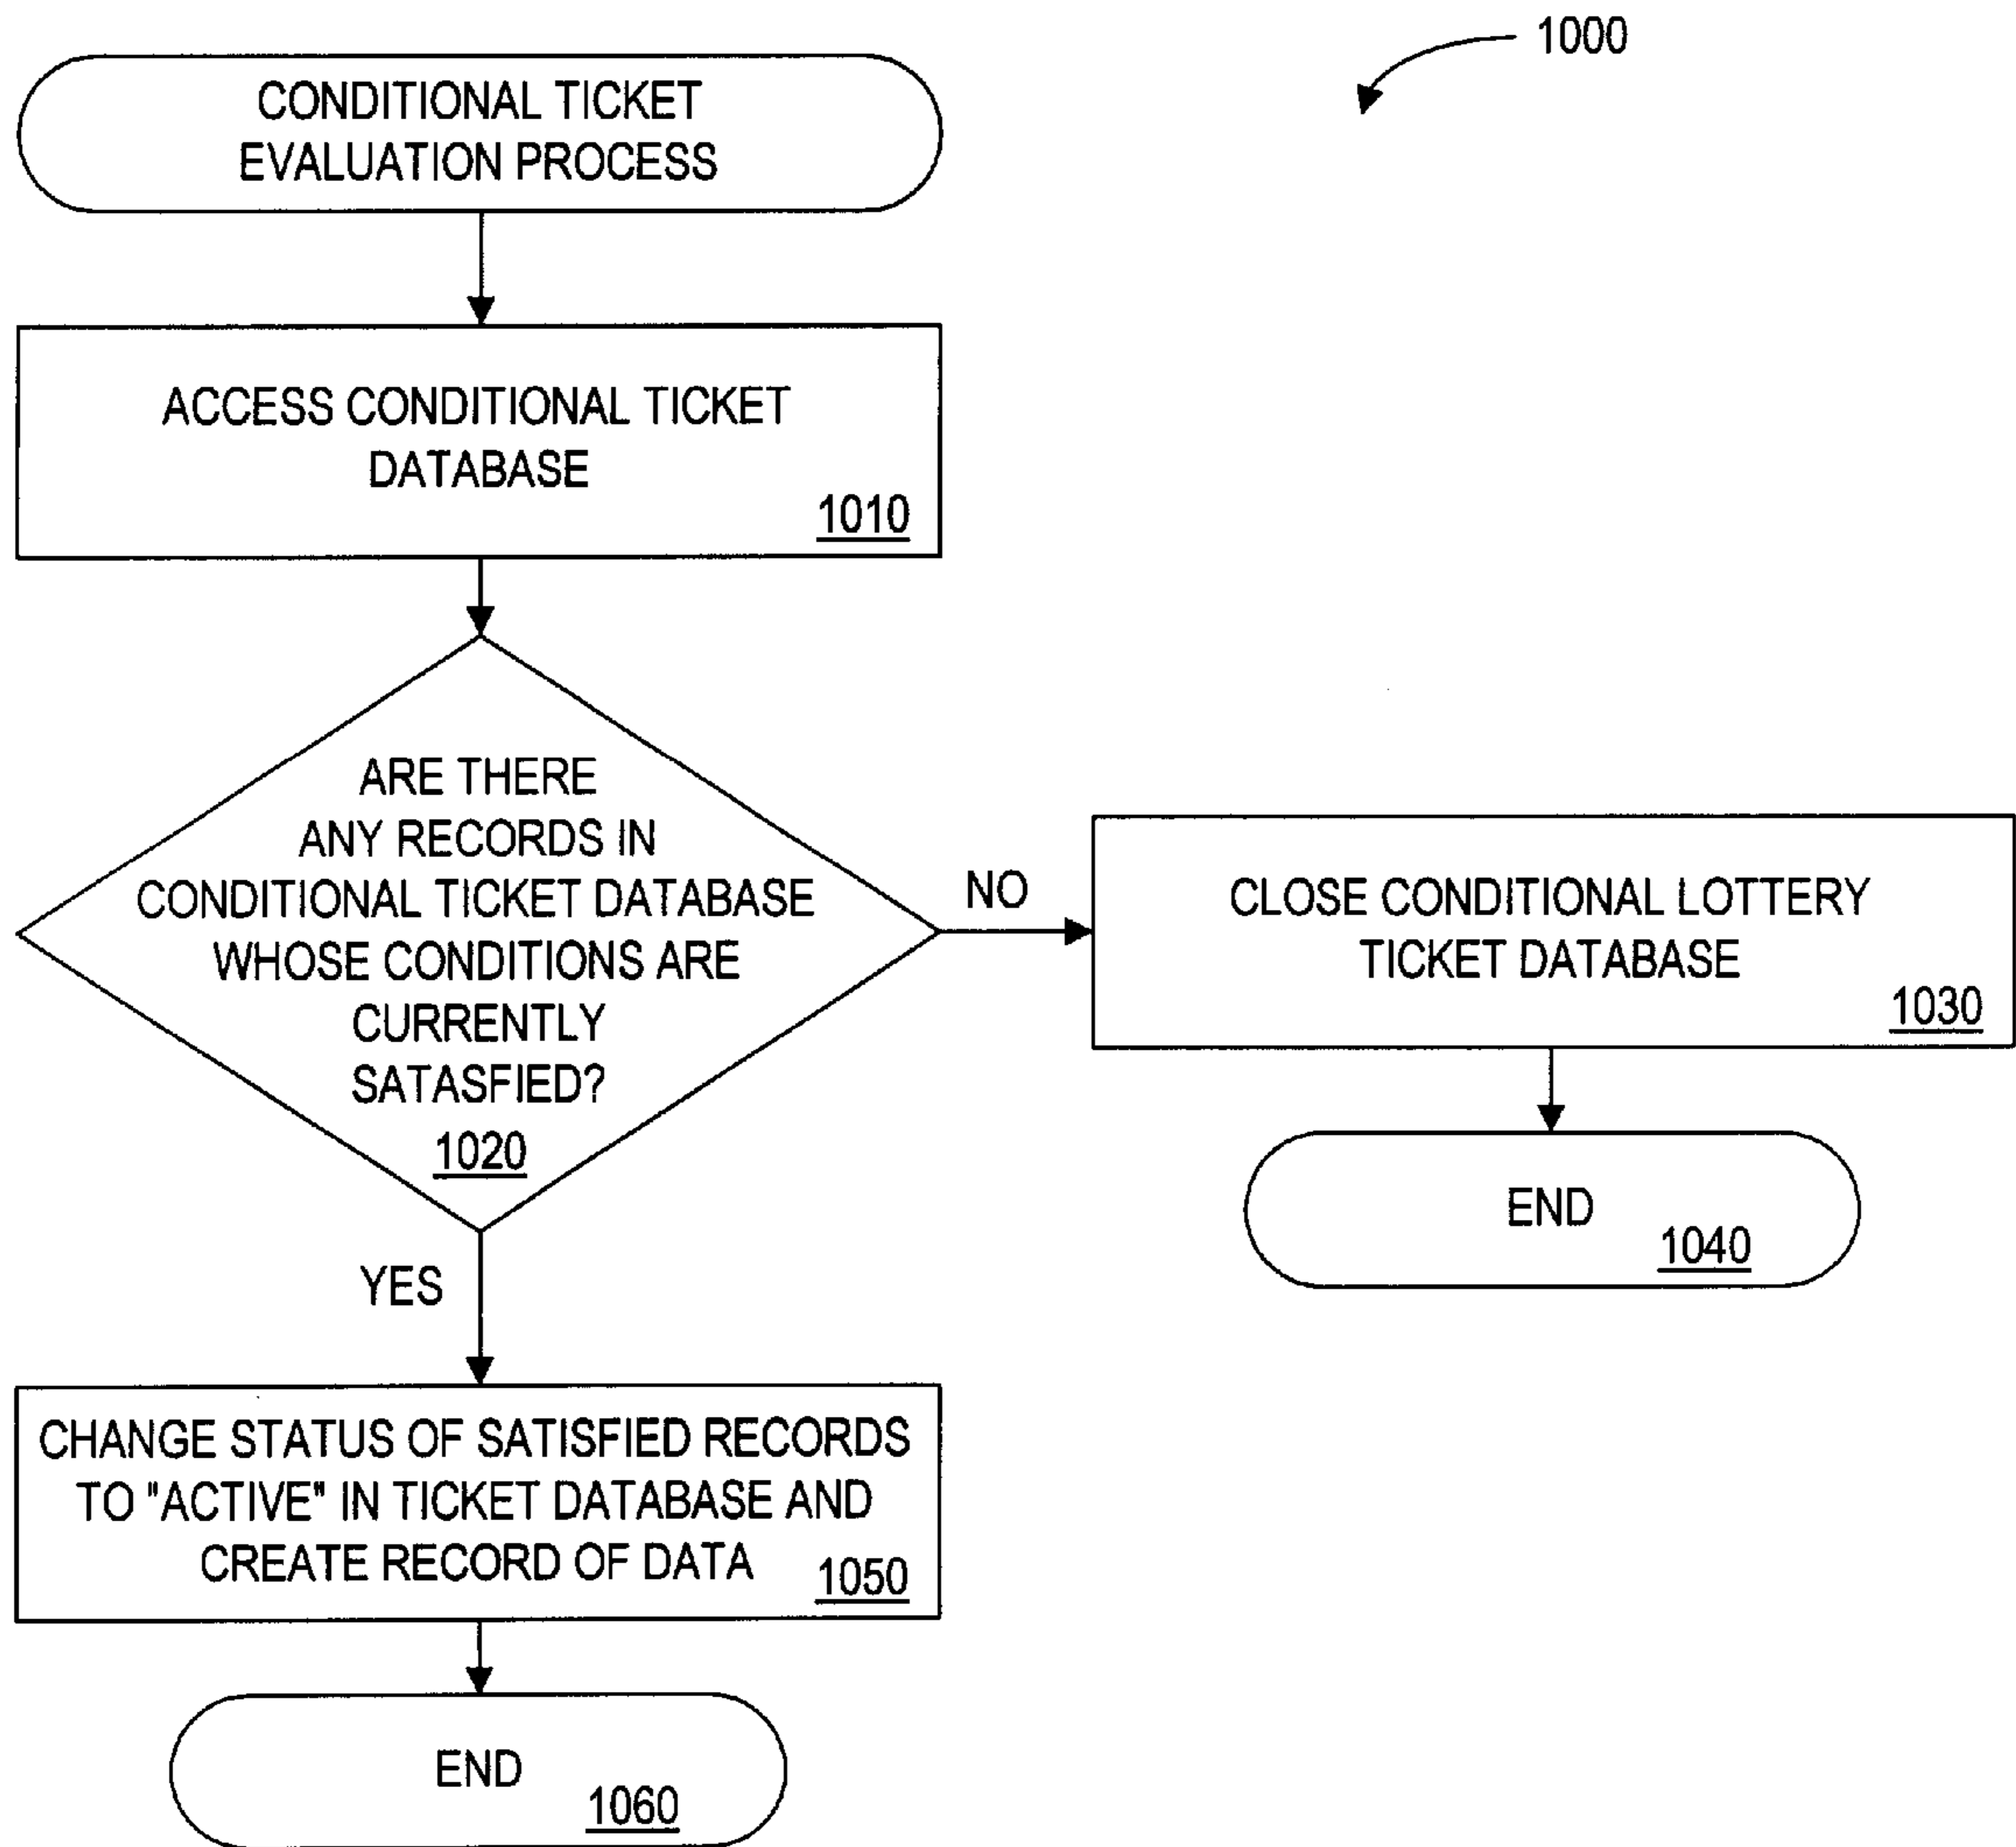 1000
CONDITIONAL TICKET
EVALUATION PROCESS
ACCESS CONDITIONAL TICKET
DATABASE
1010
ARE THERE
ANY RECORDS IN
CONDITIONAL TICKET DATABASE
WHOSE CONDITIONS ARE
CURRENTLY
SATASFIED?
1020
NO
CLOSE CONDITIONAL LOTTERY
TICKET DATABASE
1030
END
1040
YES
CHANGE STATUS OF SATISFIED RECORDS
TO "ACTIVE" IN TICKET DATABASE AND
CREATE RECORD OF DATA
1050
END
1060